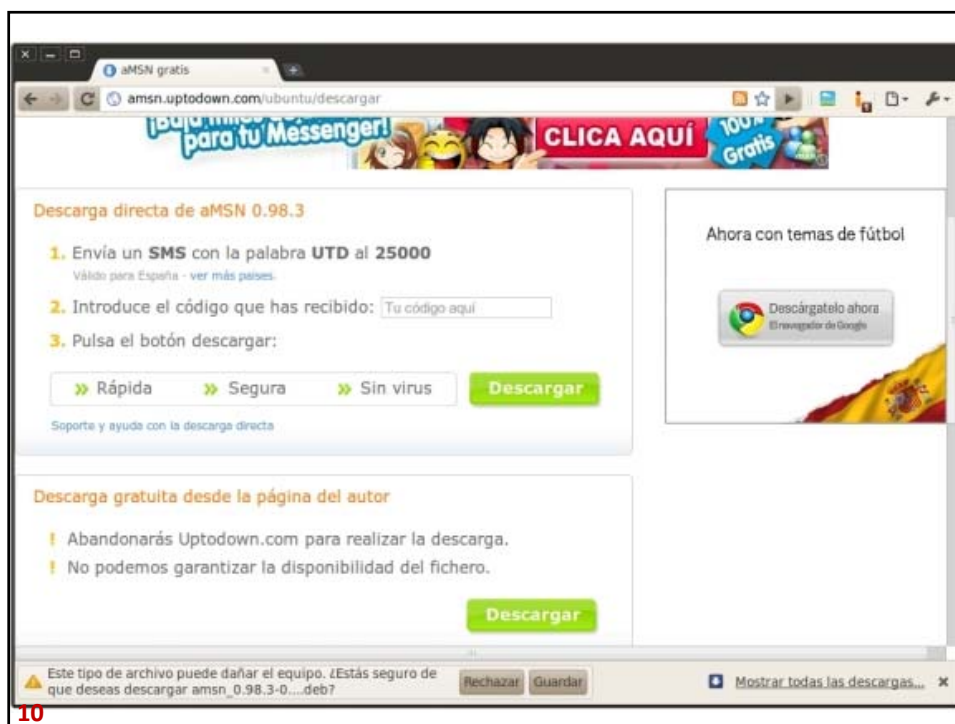 aMSN gratis
amsn.uptodown.com/ubuntu/descargar
para tu Messenger!
CLICA AQUÍ
100%
Gratis
Descarga directa de aMSN 0.98.3
1. Envía un SMS con la palabra UTD al 25000
Válido para España - ver más paises.
2. Introduce el código que has recibido: Tu código aquí
3. Pulsa el botón descargar:
» Rápida » Segura » Sin virus Descargar
Soporte y ayuda con la descarga directa
Ahora con temas de fútbol
Descárgatelo ahora
El navegador de Google
Descarga gratuita desde la página del autor
! Abandonarás Uptodown.com para realizar la descarga.
! No podemos garantizar la disponibilidad del fichero.
Descargar
Este tipo de archivo puede dañar el equipo. ¿Estás seguro de
que deseas descargar amsn_0.98.3-0....deb?
Rechazar Guardar
Mostrar todas las descargas...
10